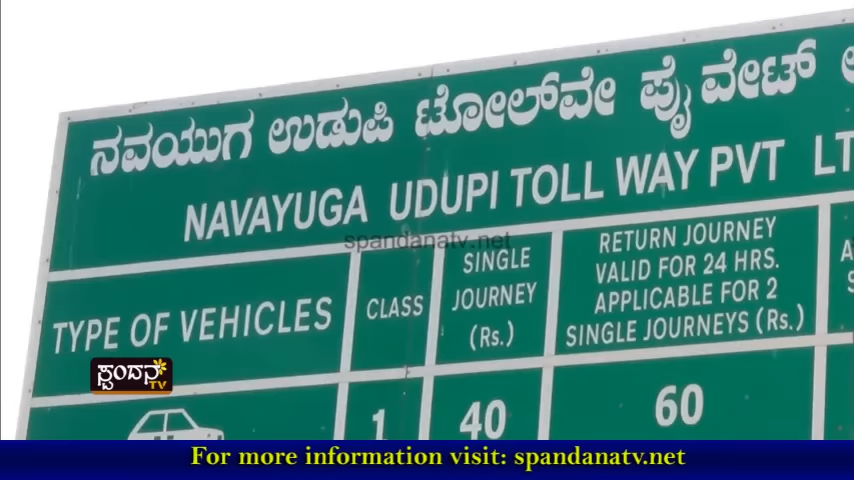 ನವಯುಗ ಉಡುಪಿ ಟೋಲ್‌ವೇ ಪ್ರೈವೇಟ್
NAVAYUGA UDUPI TOLL WAY PVT LT
spandanatv.net
TYPE OF VEHICLES
CLASS
SINGLE
JOURNEY
(Rs.)
RETURN JOURNEY
VALID FOR 24 HRS.
APPLICABLE FOR 2
SINGLE JOURNEYS (Rs.)
1 40 60
ಸ್ಪಂದನ
TV
For more information visit: spandanatv.net